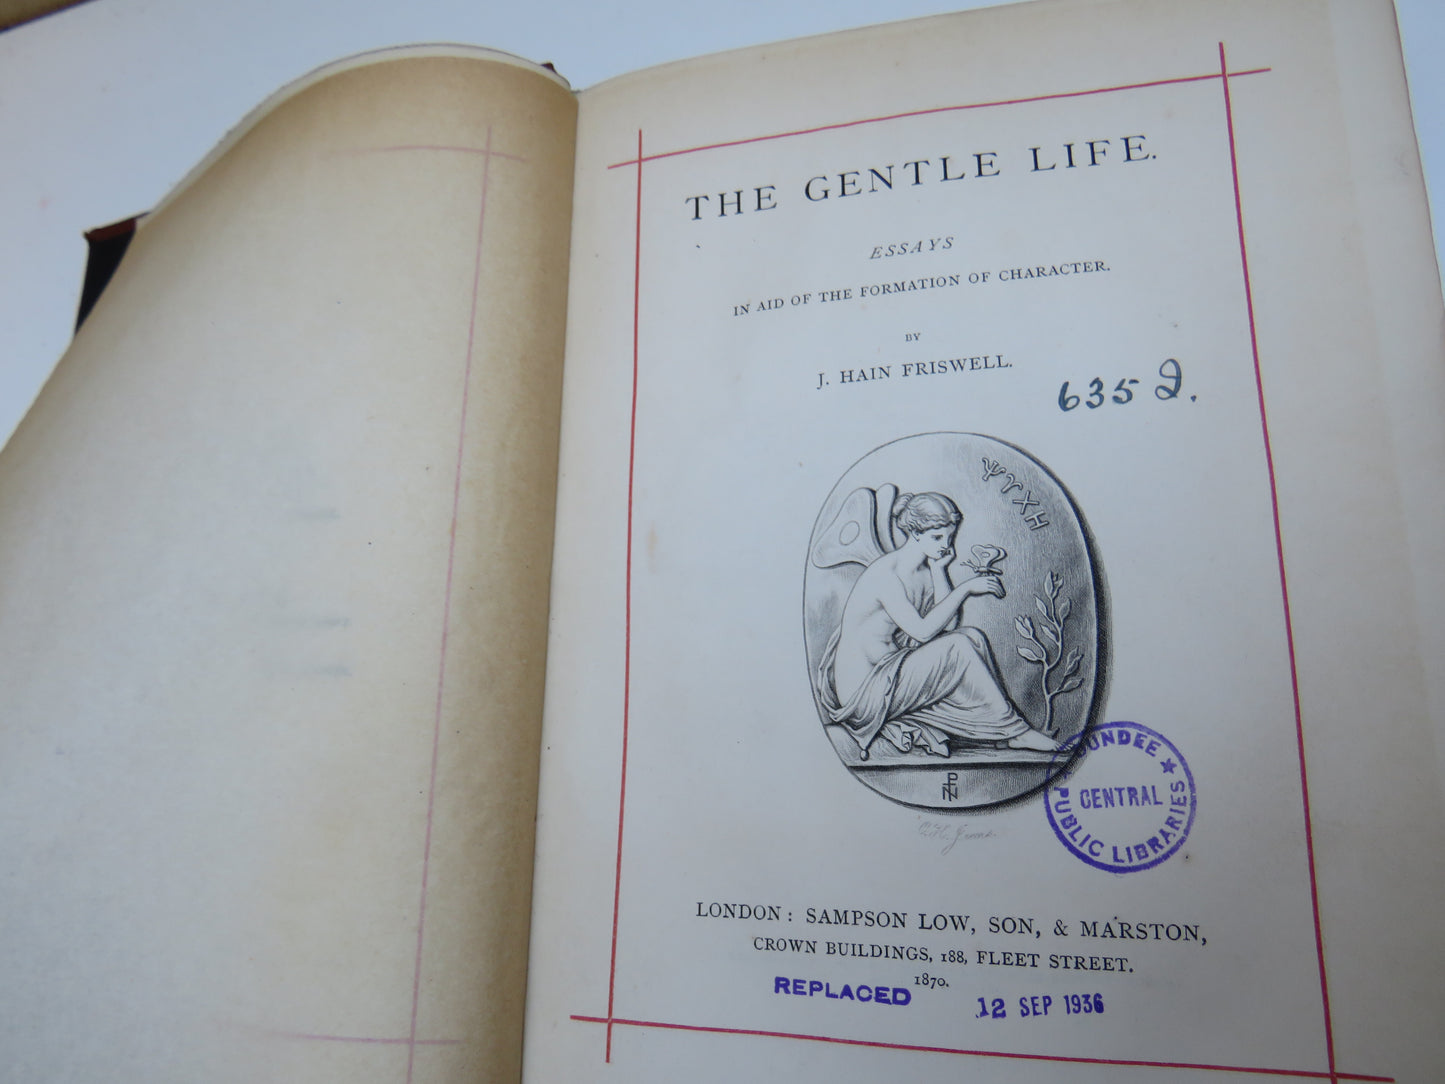 THE GENTLE LIFE.
ESSAYS
IN AID OF THE FORMATION OF CHARACTER.
BY
J. HAIN FRISWELL.
635 2.
ΨΥΧΗ
DUNDEE
CENTRAL
PUBLIC LIBRARIES
LONDON: SAMPSON LOW, SON, & MARSTON,
CROWN BUILDINGS, 188, FLEET STREET.
1870.
REPLACED 12 SEP 1936